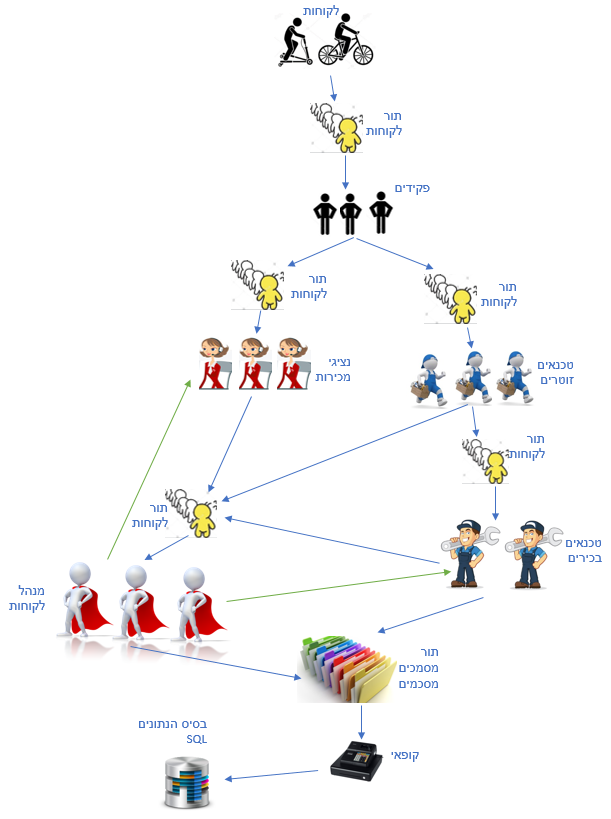 לקוחות
תור
לקוחות
פקידים
תור
לקוחות
תור
לקוחות
נציגי
מכירות
טכנאים
זוטרים
תור
לקוחות
תור
לקוחות
טכנאים
בכירים
מנהל
לקוחות
תור
מסמכים
מסכמים
בסיס הנתונים
SQL
קופאי